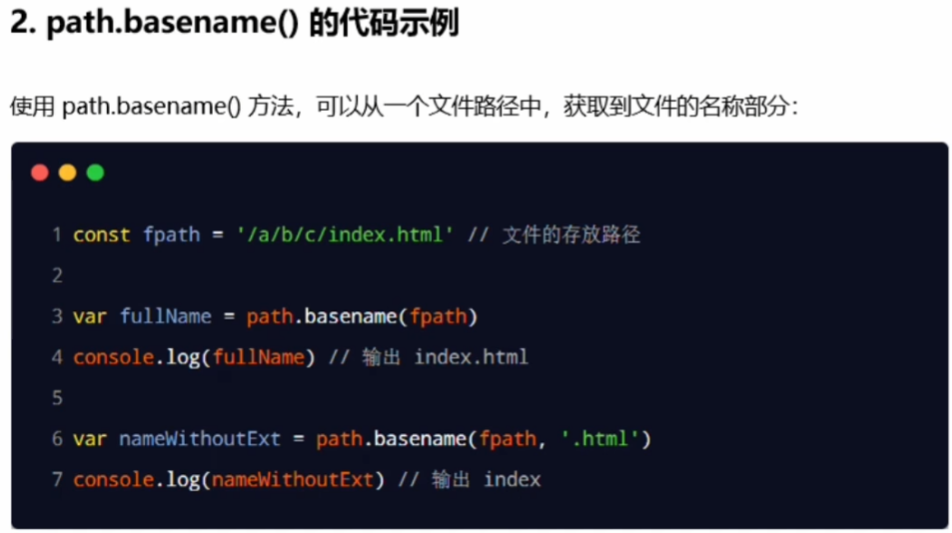 2. path.basename() 的代码示例
使用 path.basename() 方法，可以从一个文件路径中，获取到文件的名称部分：
1 const fpath = '/a/b/c/index.html' // 文件的存放路径
2
3 var fullName = path.basename(fpath)
4 console.log(fullName) // 输出 index.html
5
6 var nameWithoutExt = path.basename(fpath, '.html')
7 console.log(nameWithoutExt) // 输出 index